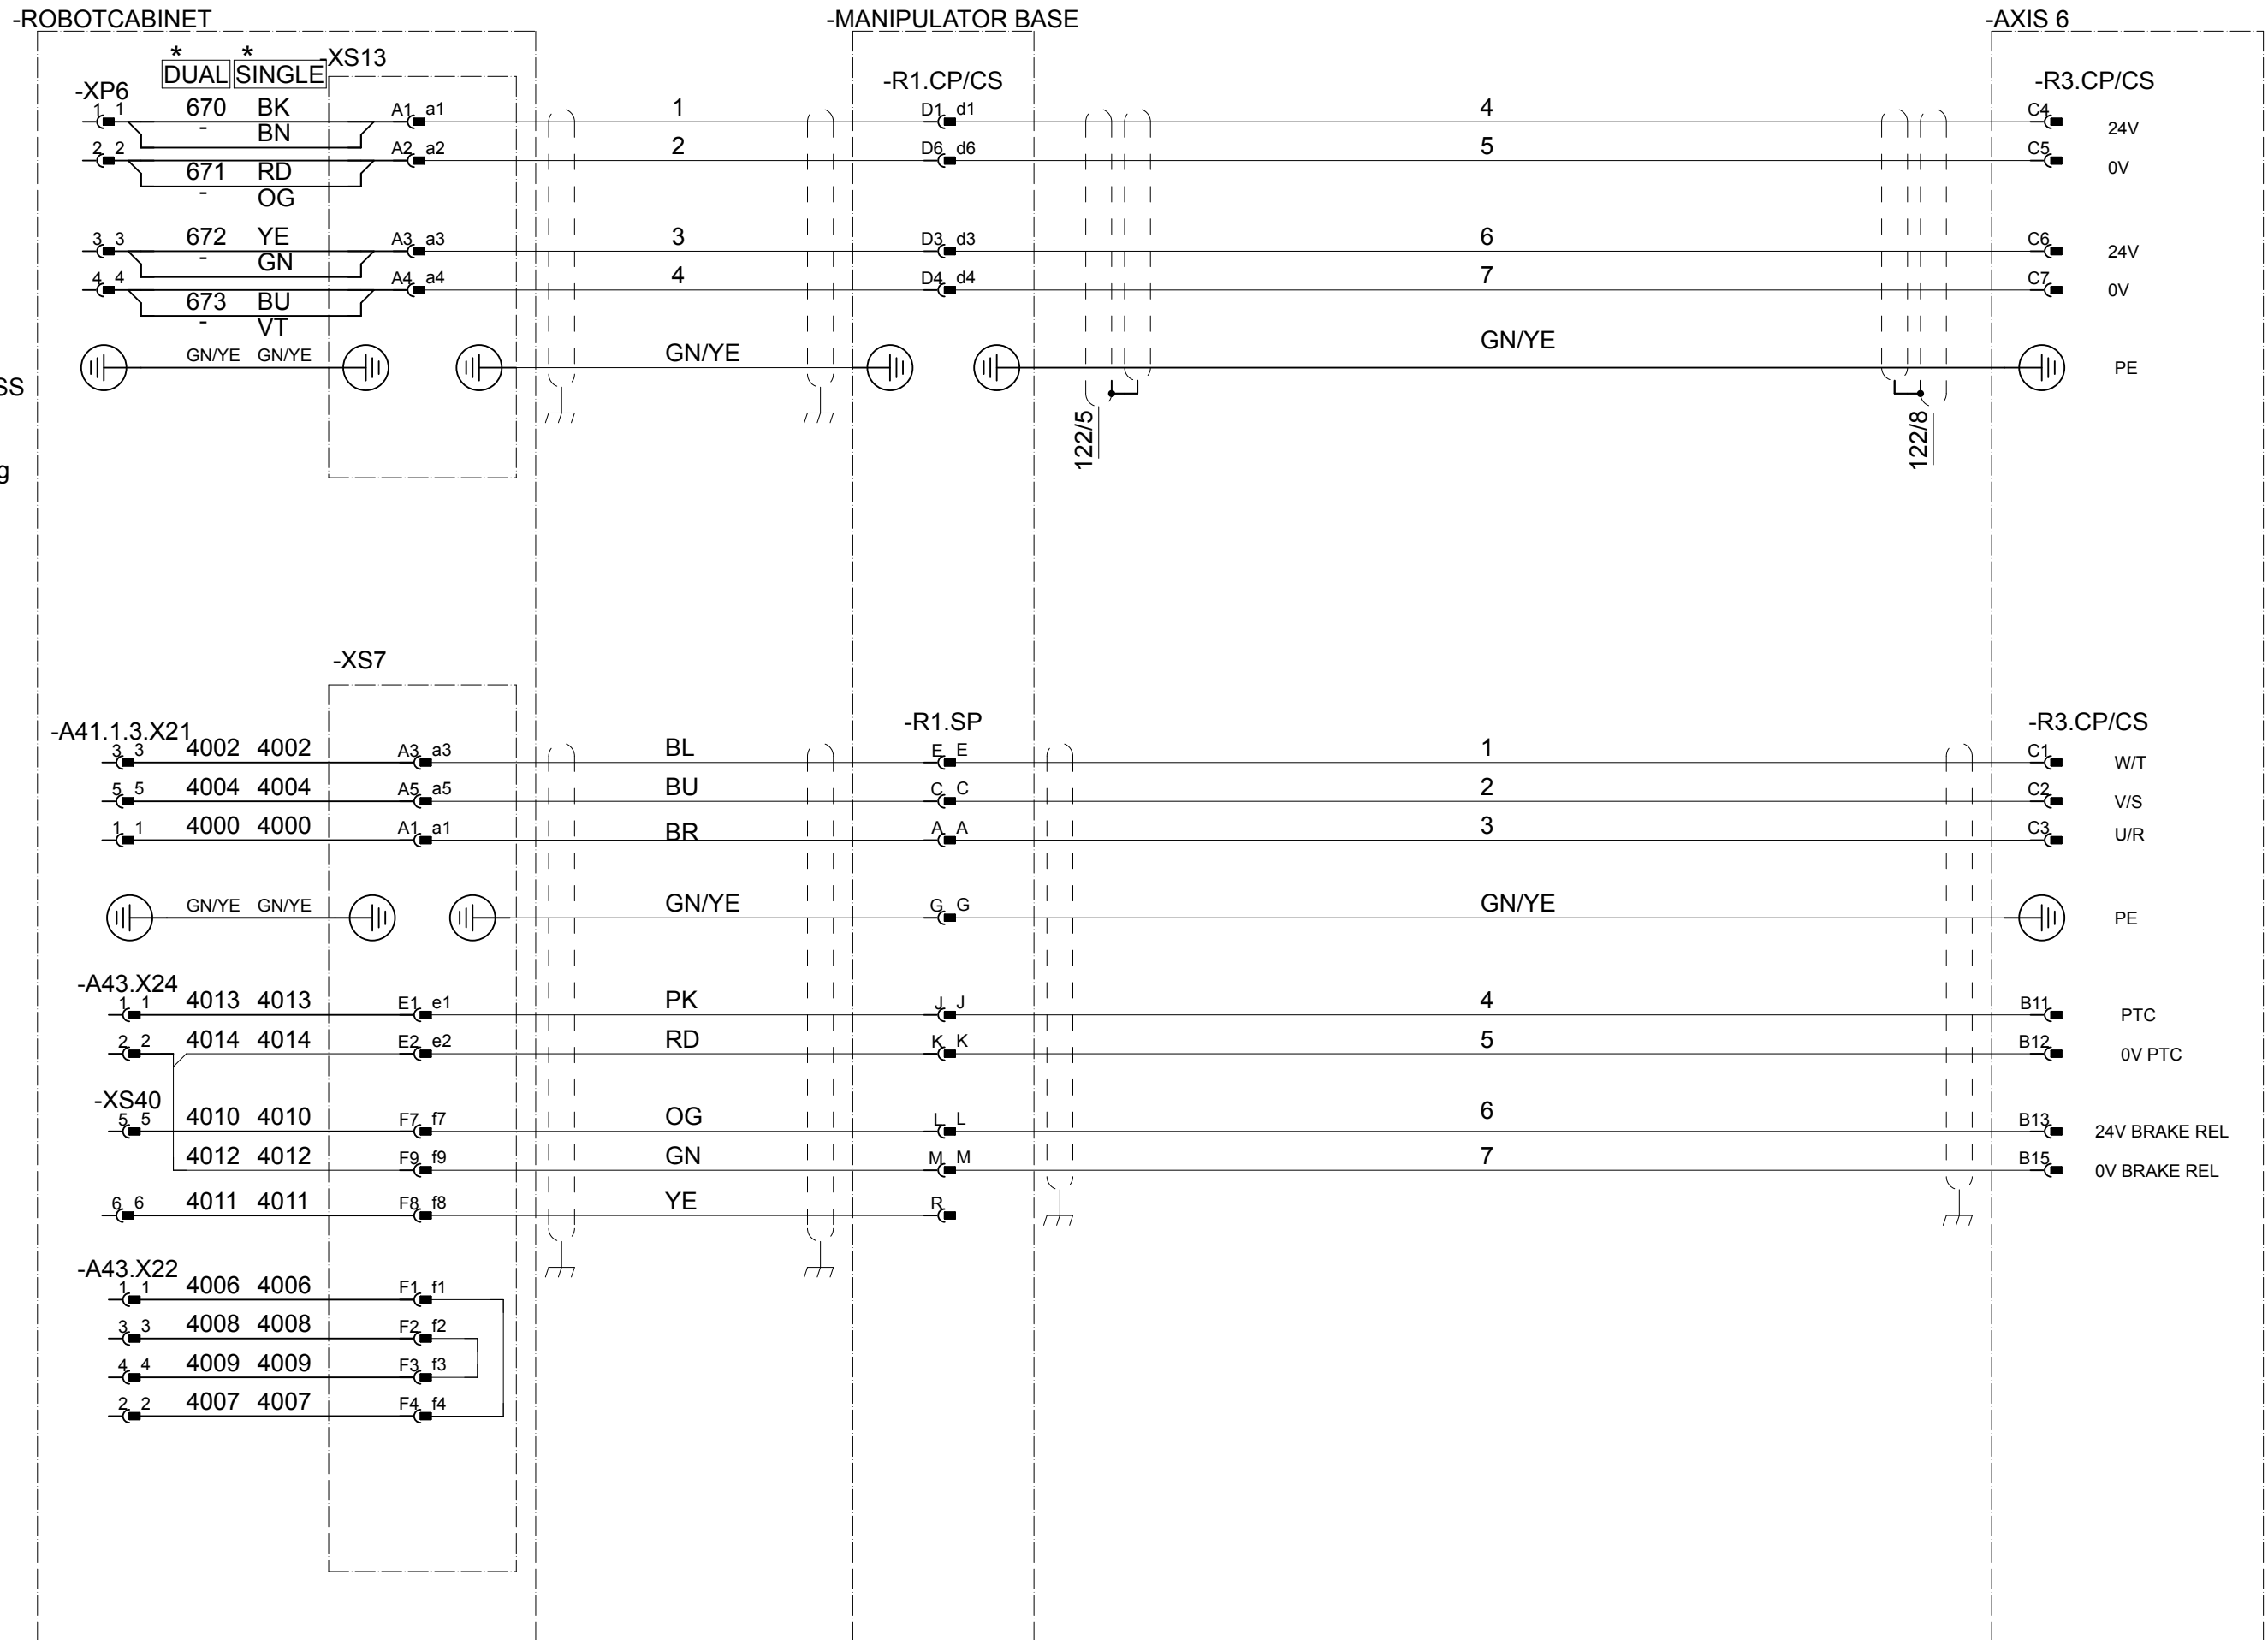 -ROBOTCABINET -MANIPULATOR BASE -AXIS 6
* *
DUAL SINGLE -XS13
-XP6 -R1.CP/CS -R3.CP/CS
1 1 670 BK A1 a1 1 D1 d1 4 C4 24V
- BN
2 2 A2 a2 2 D6 d6 5 C5 0V
671 RD
- OG
3 3 672 YE A3 a3 3 D3 d3 6 C6 24V
- GN
4 4 A4 a4 4 D4 d4 7 C7 0V
673 BU
- VT
GN/YE GN/YE GN/YE GN/YE PE
SS
122/5 122/8
g
-XS7
-A41.1.3.X21 -R1.SP -R3.CP/CS
3 3 4002 4002 A3 a3 BL E E 1 C1 W/T
5 5 4004 4004 A5 a5 BU C C 2 C2 V/S
1 1 4000 4000 A1 a1 BR A A 3 C3 U/R
GN/YE GN/YE GN/YE G G GN/YE PE
-A43.X24
1 1 4013 4013 E1 e1 PK J J 4 B11 PTC
2 2 4014 4014 E2 e2 RD K K 5 B12 0V PTC
-XS40
5 5 4010 4010 F7 f7 OG L L 6 B13 24V BRAKE REL
4012 4012 F9 f9 GN M M 7 B15 0V BRAKE REL
6 6 4011 4011 F8 f8 YE R
-A43.X22
1 1 4006 4006 F1 f1
3 3 4008 4008 F2 f2
4 4 4009 4009 F3 f3
2 2 4007 4007 F4 f4